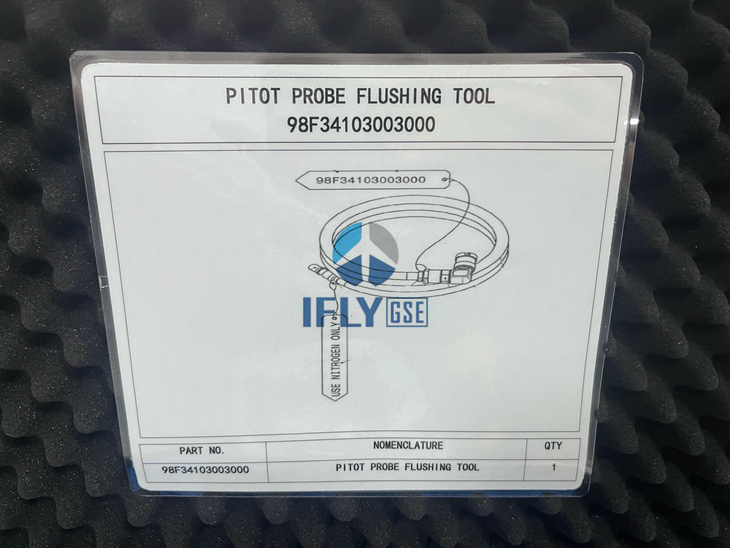 PITOT PROBE FLUSHING TOOL
98F34103003000
98F34103003000
IFLY GSE
USE NITROGEN ONLY
PART NO. NOMENCLATURE QTY
98F34103003000 PITOT PROBE FLUSHING TOOL 1